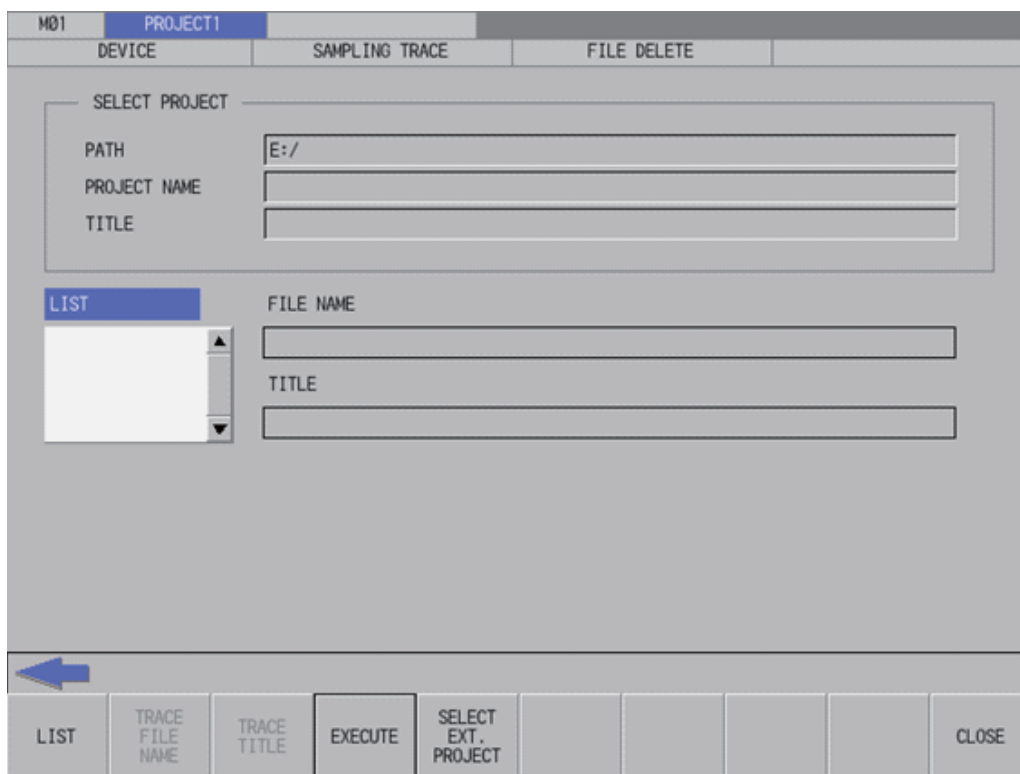 MØ1 PROJECT1
DEVICE SAMPLING TRACE FILE DELETE
SELECT PROJECT
PATH E:/
PROJECT NAME
TITLE
LIST FILE NAME
TITLE
LIST TRACE FILE NAME TRACE TITLE EXECUTE SELECT EXT. PROJECT CLOSE